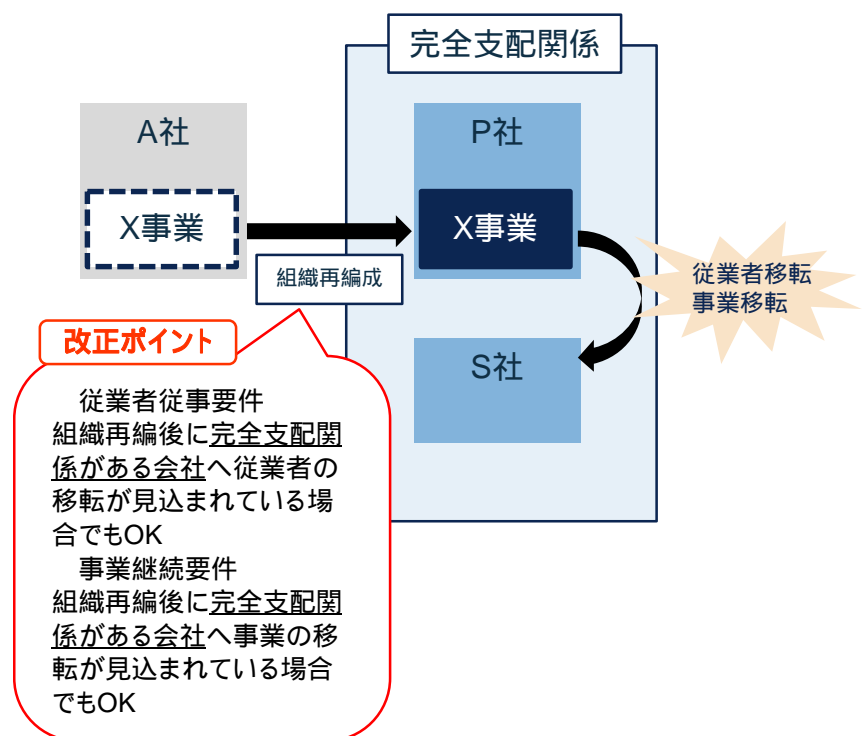 完全支配関係
A社
P社
X事業
X事業
組織再編成
従業者移転
事業移転
S社
改正ポイント
従業者従事要件
組織再編後に完全支配関
係がある会社へ従業者の
移転が見込まれている場
合でもOK
事業継続要件
組織再編後に完全支配関
係がある会社へ事業の移
転が見込まれている場合
でもOK